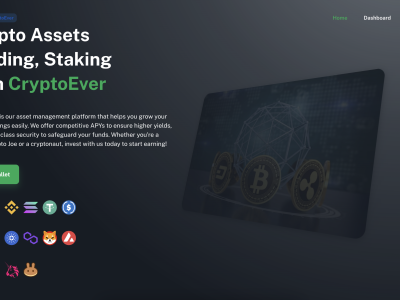 Home Dashboard
pto Assets
ding, Staking
n CryptoEver
is our asset management platform that helps you grow your
ngs easily. We offer competitive APYs to ensure higher yields,
class security to safeguard your funds. Whether you're a
pto Joe or a cryptonaut, invest with us today to start earning!
llet